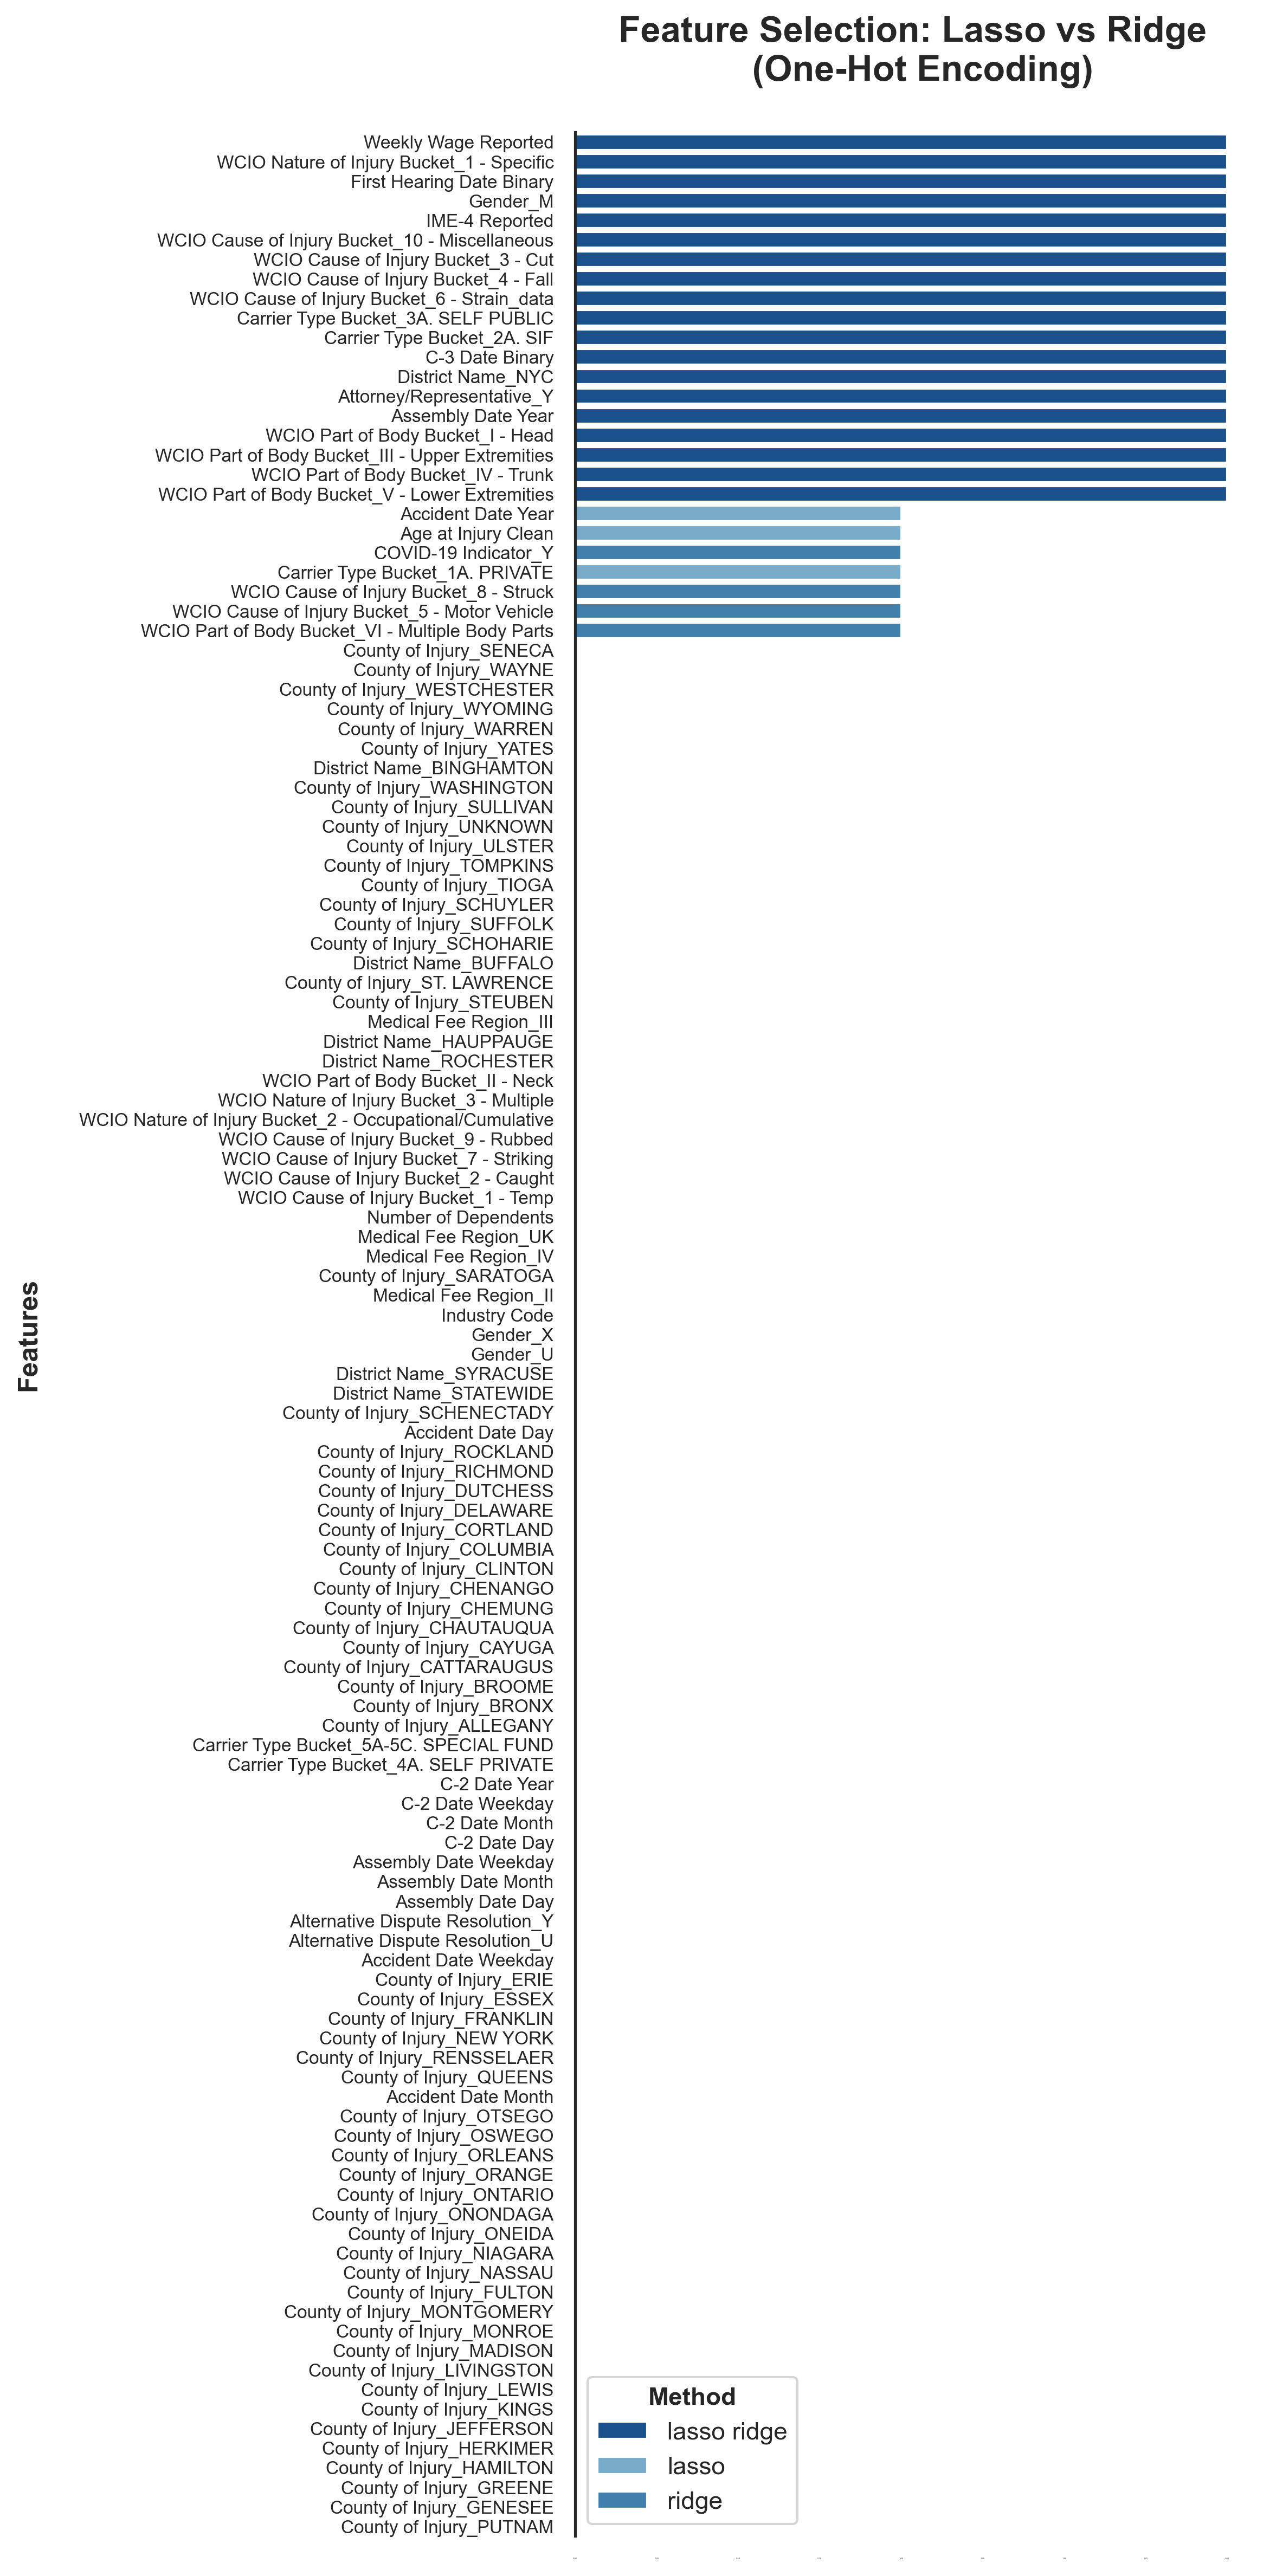 Feature Selection: Lasso vs Ridge
(One-Hot Encoding)
Weekly Wage Reported
WCIO Nature of Injury Bucket_1 - Specific
First Hearing Date Binary
Gender_M
IME-4 Reported
WCIO Cause of Injury Bucket_10 - Miscellaneous
WCIO Cause of Injury Bucket_3 - Cut
WCIO Cause of Injury Bucket_4 - Fall
WCIO Cause of Injury Bucket_6 - Strain_data
Carrier Type Bucket_3A. SELF PUBLIC
Carrier Type Bucket_2A. SIF
C-3 Date Binary
District Name_NYC
Attorney/Representative_Y
Assembly Date Year
WCIO Part of Body Bucket_I - Head
WCIO Part of Body Bucket_III - Upper Extremities
WCIO Part of Body Bucket_IV - Trunk
WCIO Part of Body Bucket_V - Lower Extremities
Accident Date Year
Age at Injury Clean
COVID-19 Indicator_Y
Carrier Type Bucket_1A. PRIVATE
WCIO Cause of Injury Bucket_8 - Struck
WCIO Cause of Injury Bucket_5 - Motor Vehicle
WCIO Part of Body Bucket_VI - Multiple Body Parts
County of Injury_SENECA
County of Injury_WAYNE
County of Injury_WESTCHESTER
County of Injury_WYOMING
County of Injury_WARREN
County of Injury_YATES
District Name_BINGHAMTON
County of Injury_WASHINGTON
County of Injury_SULLIVAN
County of Injury_UNKNOWN
County of Injury_ULSTER
County of Injury_TOMPKINS
County of Injury_TIOGA
County of Injury_SCHUYLER
County of Injury_SUFFOLK
County of Injury_SCHOHARIE
District Name_BUFFALO
County of Injury_ST. LAWRENCE
County of Injury_STEUBEN
Medical Fee Region_III
District Name_HAUPPAUGE
District Name_ROCHESTER
WCIO Part of Body Bucket_II - Neck
WCIO Nature of Injury Bucket_3 - Multiple
WCIO Nature of Injury Bucket_2 - Occupational/Cumulative
WCIO Cause of Injury Bucket_9 - Rubbed
WCIO Cause of Injury Bucket_7 - Striking
WCIO Cause of Injury Bucket_2 - Caught
WCIO Cause of Injury Bucket_1 - Temp
Number of Dependents
Medical Fee Region_UK
Medical Fee Region_IV
County of Injury_SARATOGA
Medical Fee Region_II
Industry Code
Gender_X
Gender_U
District Name_SYRACUSE
District Name_STATEWIDE
County of Injury_SCHENECTADY
Accident Date Day
County of Injury_ROCKLAND
County of Injury_RICHMOND
County of Injury_DUTCHESS
County of Injury_DELAWARE
County of Injury_CORTLAND
County of Injury_COLUMBIA
County of Injury_CLINTON
County of Injury_CHENANGO
County of Injury_CHEMUNG
County of Injury_CHAUTAUQUA
County of Injury_CAYUGA
County of Injury_CATTARAUGUS
County of Injury_BROOME
County of Injury_BRONX
County of Injury_ALLEGANY
Carrier Type Bucket_5A-5C. SPECIAL FUND
Carrier Type Bucket_4A. SELF PRIVATE
C-2 Date Year
C-2 Date Weekday
C-2 Date Month
C-2 Date Day
Assembly Date Weekday
Assembly Date Month
Assembly Date Day
Alternative Dispute Resolution_Y
Alternative Dispute Resolution_U
Accident Date Weekday
County of Injury_ERIE
County of Injury_ESSEX
County of Injury_FRANKLIN
County of Injury_NEW YORK
County of Injury_RENSSELAER
County of Injury_QUEENS
Accident Date Month
County of Injury_OTSEGO
County of Injury_OSWEGO
County of Injury_ORLEANS
County of Injury_ORANGE
County of Injury_ONTARIO
County of Injury_ONONDAGA
County of Injury_ONEIDA
County of Injury_NIAGARA
County of Injury_NASSAU
County of Injury_FULTON
County of Injury_MONTGOMERY
County of Injury_MONROE
County of Injury_MADISON
County of Injury_LIVINGSTON
County of Injury_LEWIS
County of Injury_KINGS
County of Injury_JEFFERSON
County of Injury_HERKIMER
County of Injury_HAMILTON
County of Injury_GREENE
County of Injury_GENESEE
County of Injury_PUTNAM
Features
Method
lasso ridge
lasso
ridge